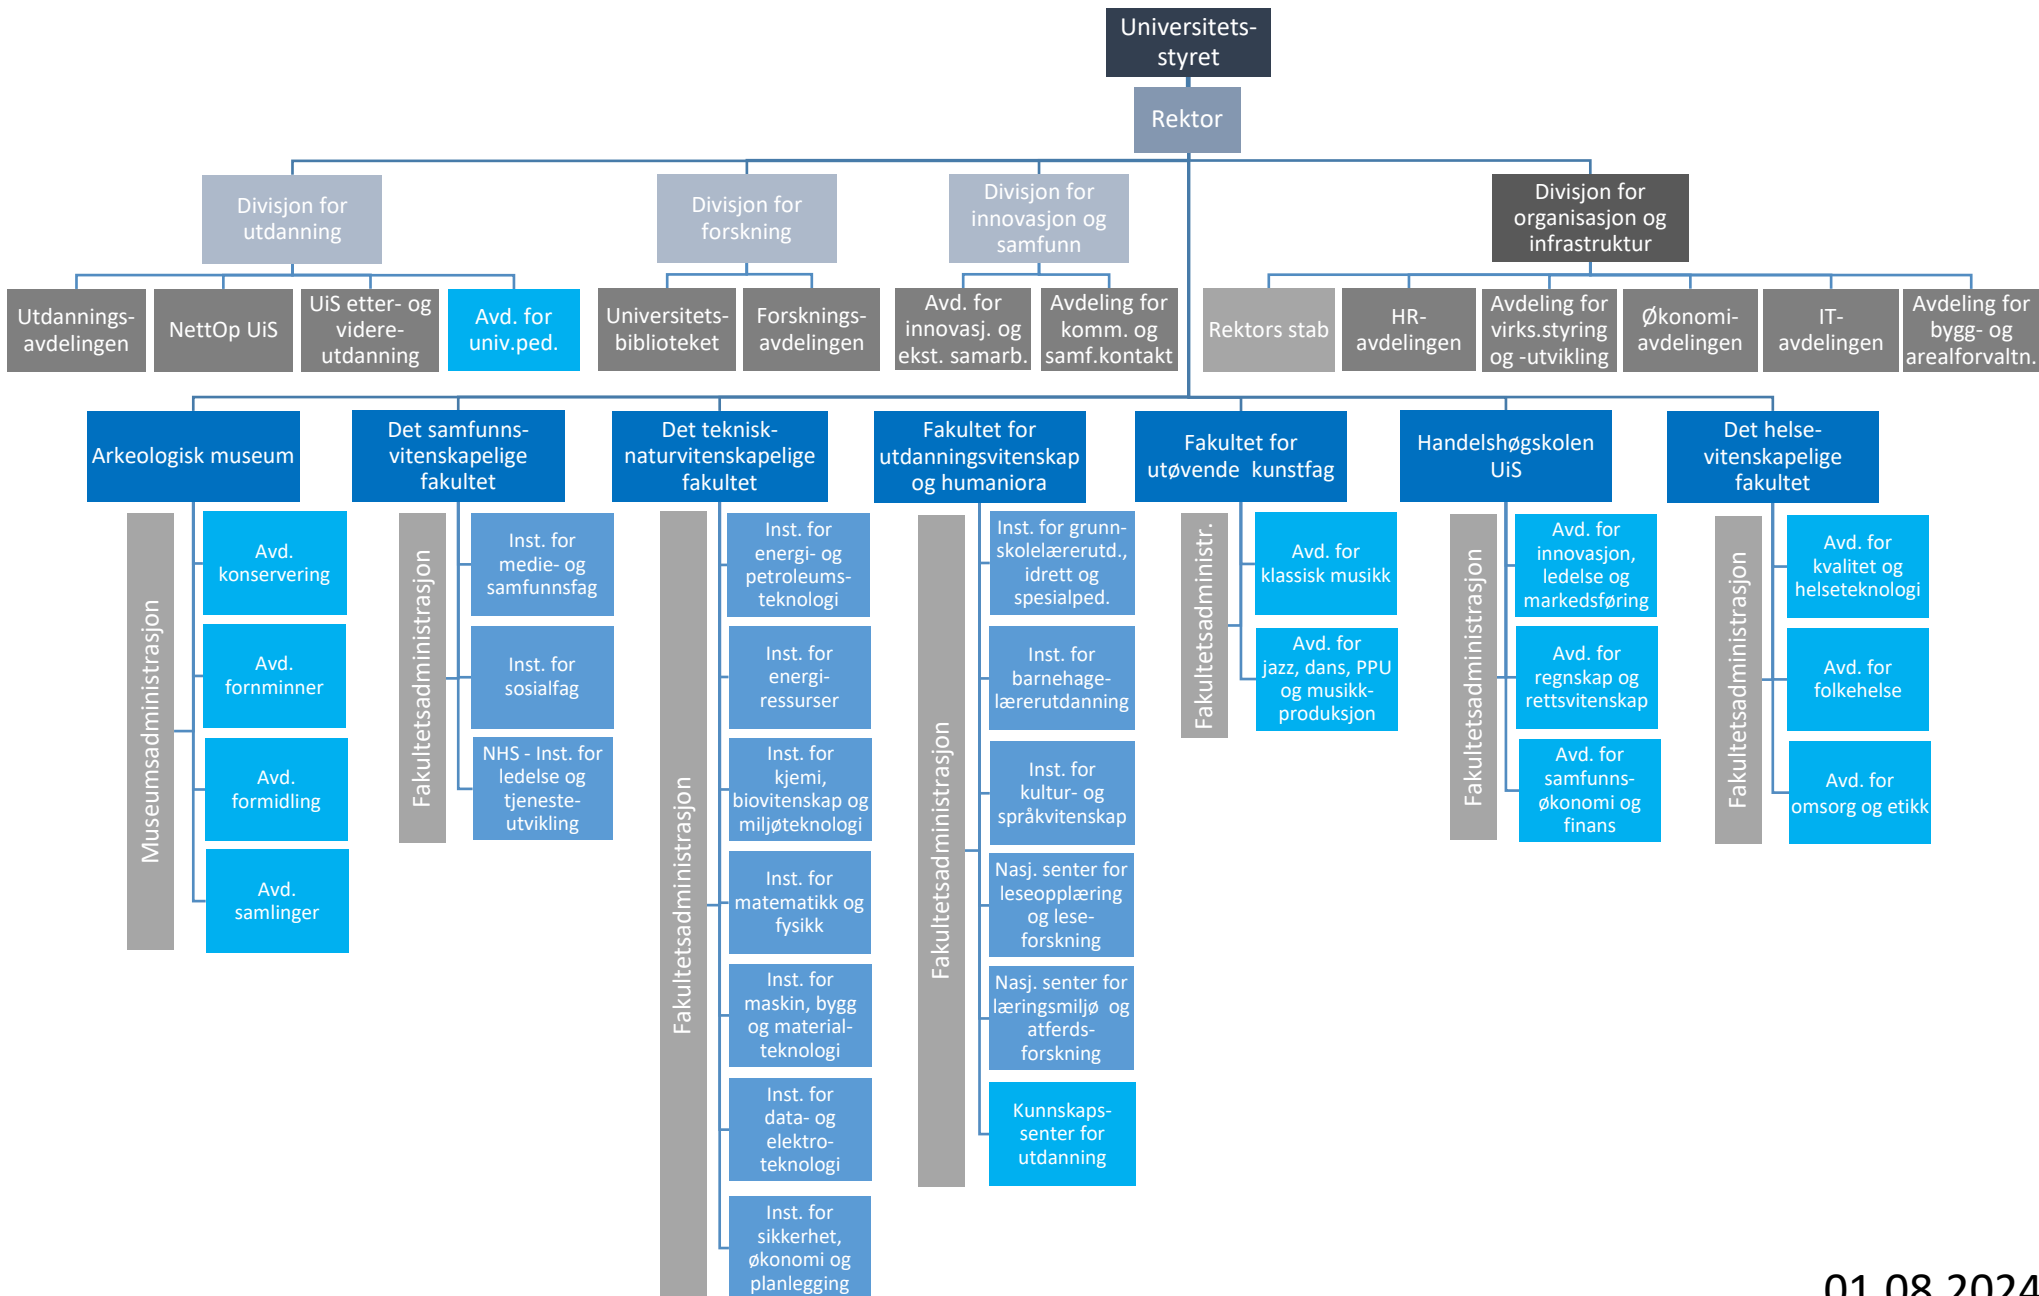 Universitets-
styret
Rektor
Divisjon for
utdanning
Divisjon for
forskning
Divisjon for
innovasjon og
samfunn
Divisjon for
organisasjon og
infrastruktur
Utdannings-
avdelingen
NettOp UiS
UiS etter- og
videre-
utdanning
Avd. for
univ.ped.
Universitets-
biblioteket
Forsknings-
avdelingen
Avd. for
innovasj. og
ekst. samarb.
Avdeling for
komm. og
samf.kontakt
Rektors stab
HR-
avdelingen
Avdeling for
virks.styring
og -utvikling
Økonomi-
avdelingen
IT-
avdelingen
Avdeling for
bygg- og
arealforvaltn.
Arkeologisk museum
Museumsadministrasjon
Avd.
konservering
Avd.
fornminner
Avd.
formidling
Avd.
samlinger
Det samfunns-
vitenskapelige
fakultet
Fakultetsadministrasjon
Inst. for
medie- og
samfunnsfag
Inst. for
sosialfag
NHS - Inst. for
ledelse og
tjeneste-
utvikling
Det teknisk-
naturvitenskapelige
fakultet
Fakultetsadministrasjon
Inst. for
energi- og
petroleums-
teknologi
Inst. for
energi-
ressurser
Inst. for
kjemi,
biovitenskap og
miljøteknologi
Inst. for
matematikk og
fysikk
Inst. for
maskin, bygg
og material-
teknologi
Inst. for
data- og
elektro-
teknologi
Inst. for
sikkerhet,
økonomi og
planlegging
Fakultet for
utdanningsvitenskap
og humaniora
Fakultetsadministrasjon
Inst. for grunn-
skolelærerutd.,
idrett og
spesialped.
Inst. for
barnehage-
lærerutdanning
Inst. for
kultur- og
språkvitenskap
Nasj. senter for
leseopplæring
og lese-
forskning
Nasj. senter for
læringsmiljø og
atferds-
forskning
Kunnskaps-
senter for
utdanning
Fakultet for
utøvende kunstfag
Fakultetsadministr.
Avd. for
klassisk musikk
Avd. for
jazz, dans, PPU
og musikk-
produksjon
Handelshøgskolen
UiS
Fakultetsadministrasjon
Avd. for
innovasjon,
ledelse og
markedsføring
Avd. for
regnskap og
rettsvitenskap
Avd. for
samfunns-
økonomi og
finans
Det helse-
vitenskapelige
fakultet
Fakultetsadministrasjon
Avd. for
kvalitet og
helseteknologi
Avd. for
folkehelse
Avd. for
omsorg og etikk
01.08.2024